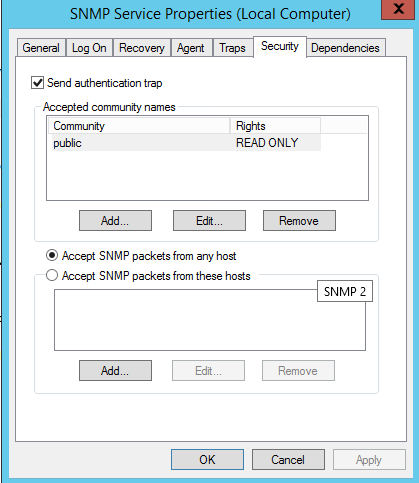 SNMP Service Properties (Local Computer)
x
General Log On Recovery Agent Traps Security Dependencies
Send authentication trap
Accepted community names
Community Rights
public READ ONLY
Add... Edit... Remove
Accept SNMP packets from any host
Accept SNMP packets from these hosts
SNMP 2
Add... Edit... Remove
OK Cancel Apply